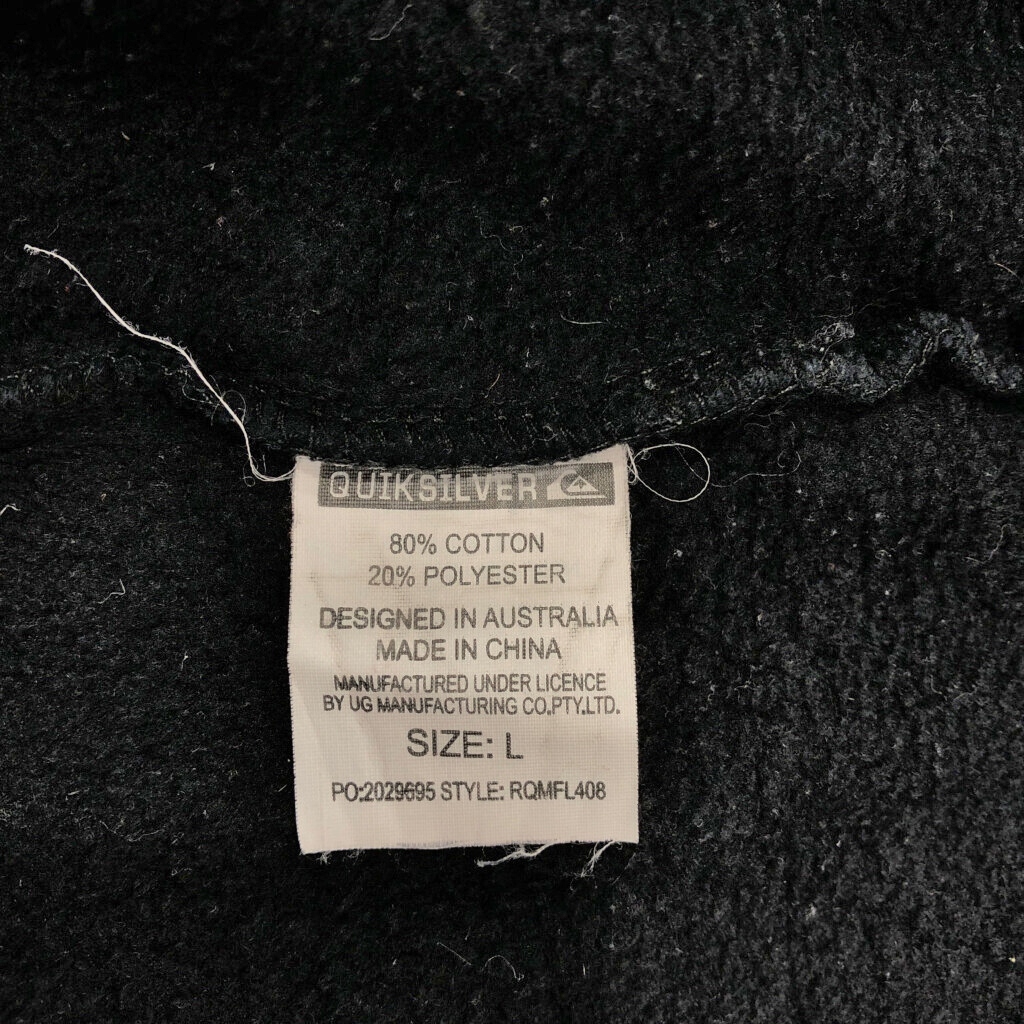 QUIKSILVER
80% COTTON
20% POLYESTER
DESIGNED IN AUSTRALIA
MADE IN CHINA
MANUFACTURED UNDER LICENCE
BY UG MANUFACTURING CO.PTY.LTD.
SIZE: L
PO:2029695 STYLE: RQMFL408